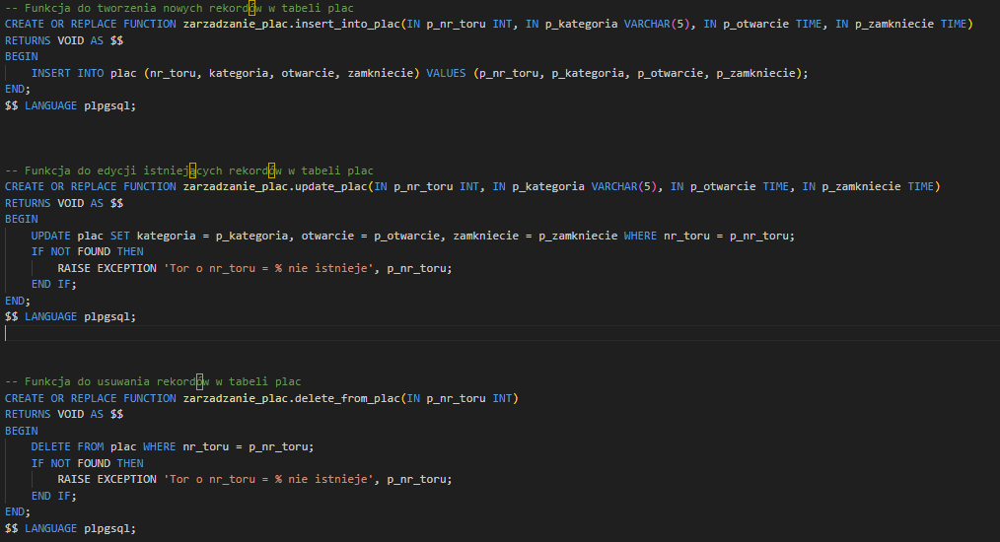 -- Funkcja do tworzenia nowych rekordów w tabeli plac
CREATE OR REPLACE FUNCTION zarzadzanie_plac.insert_into_plac(IN p_nr_toru INT, IN p_kategoria VARCHAR(5), IN p_otwarcie TIME, IN p_zamkniecie TIME)
RETURNS VOID AS $$
BEGIN
    INSERT INTO plac (nr_toru, kategoria, otwarcie, zamkniecie) VALUES (p_nr_toru, p_kategoria, p_otwarcie, p_zamkniecie);
END;
$$ LANGUAGE plpgsql;
-- Funkcja do edycji istniejących rekordów w tabeli plac
CREATE OR REPLACE FUNCTION zarzadzanie_plac.update_plac(IN p_nr_toru INT, IN p_kategoria VARCHAR(5), IN p_otwarcie TIME, IN p_zamkniecie TIME)
RETURNS VOID AS $$
BEGIN
    UPDATE plac SET kategoria = p_kategoria, otwarcie = p_otwarcie, zamkniecie = p_zamkniecie WHERE nr_toru = p_nr_toru;
    IF NOT FOUND THEN
        RAISE EXCEPTION 'Tor o nr_toru = % nie istnieje', p_nr_toru;
    END IF;
END;
$$ LANGUAGE plpgsql;
-- Funkcja do usuwania rekordów w tabeli plac
CREATE OR REPLACE FUNCTION zarzadzanie_plac.delete_from_plac(IN p_nr_toru INT)
RETURNS VOID AS $$
BEGIN
    DELETE FROM plac WHERE nr_toru = p_nr_toru;
    IF NOT FOUND THEN
        RAISE EXCEPTION 'Tor o nr_toru = % nie istnieje', p_nr_toru;
    END IF;
END;
$$ LANGUAGE plpgsql;